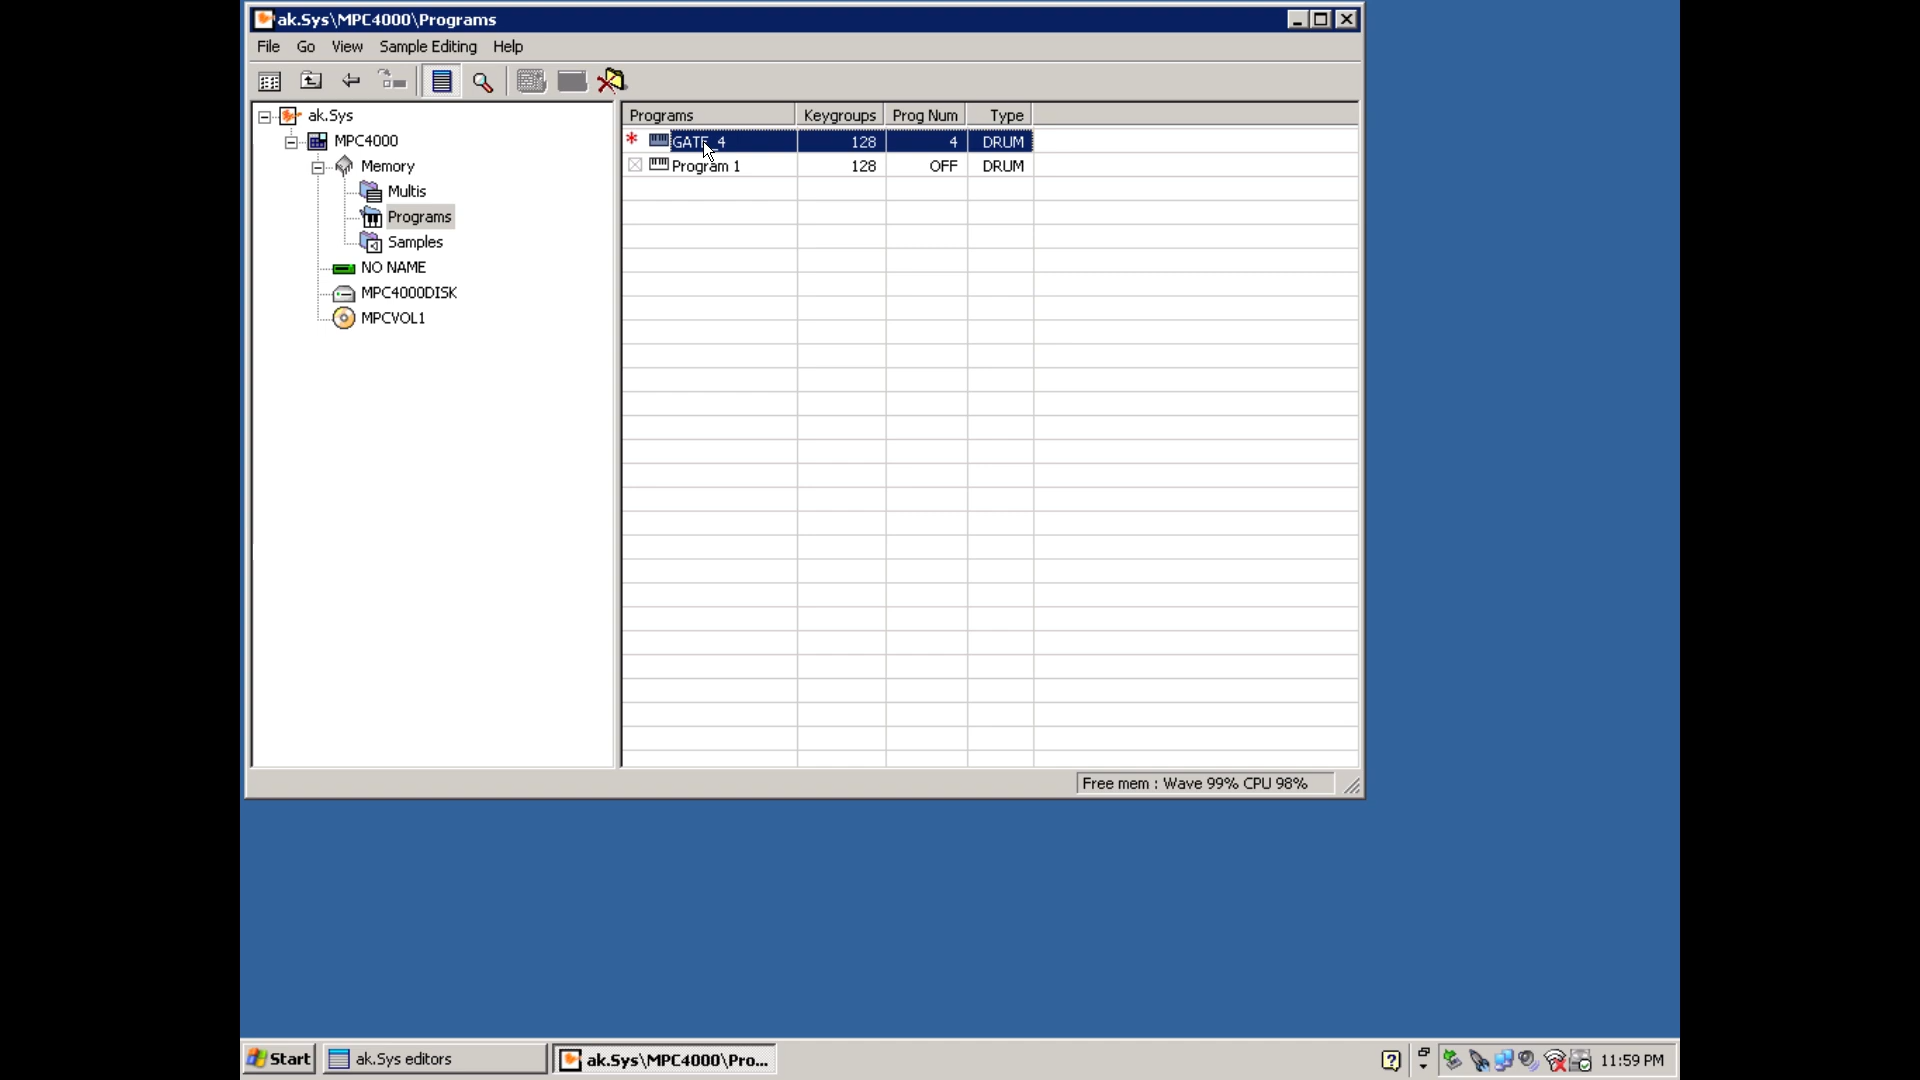 ak.Sys\MPC4000\Programs
File Go View Sample Editing Help
ak.Sys
MPC4000
Memory
Multis
Programs
Samples
NO NAME
MPC4000DISK
MPCVOL1
Programs Keygroups Prog Num Type
GATE_4 128 4 DRUM
Program 1 128 OFF DRUM
Free mem : Wave 99% CPU 98%
Start ak.Sys editors ak.Sys\MPC4000\Pro... 11:59 PM